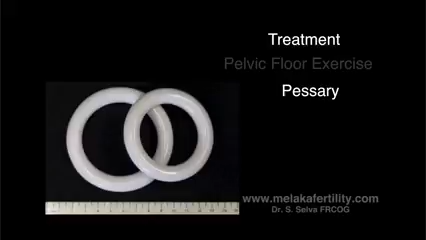 Treatment
Pelvic Floor Exercise
Pessary
www.melakafertility.com
Dr. S. Selva FRCOG